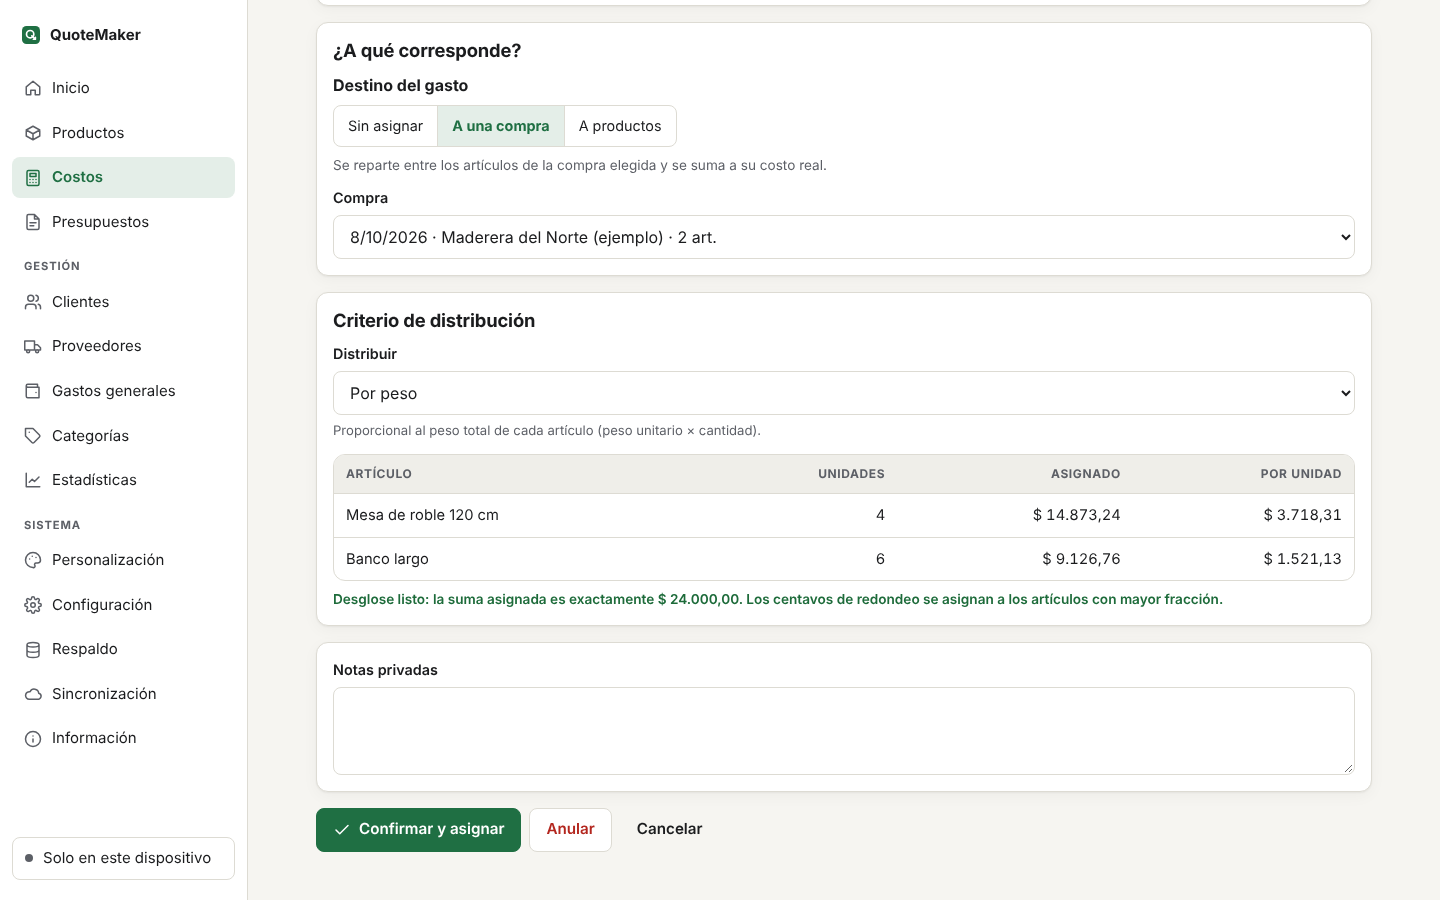 QuoteMaker
Inicio
Productos
Costos
Presupuestos
GESTIÓN
Clientes
Proveedores
Gastos generales
Categorías
Estadísticas
SISTEMA
Personalización
Configuración
Respaldo
Sincronización
Información
Solo en este dispositivo
¿A qué corresponde?
Destino del gasto
Sin asignar A una compra A productos
Se reparte entre los artículos de la compra elegida y se suma a su costo real.
Compra
8/10/2026 · Maderera del Norte (ejemplo) · 2 art.
Criterio de distribución
Distribuir
Por peso
Proporcional al peso total de cada artículo (peso unitario × cantidad).
ARTÍCULO UNIDADES ASIGNADO POR UNIDAD
Mesa de roble 120 cm 4 $ 14.873,24 $ 3.718,31
Banco largo 6 $ 9.126,76 $ 1.521,13
Desglose listo: la suma asignada es exactamente $ 24.000,00. Los centavos de redondeo se asignan a los artículos con mayor fracción.
Notas privadas
Confirmar y asignar Anular Cancelar